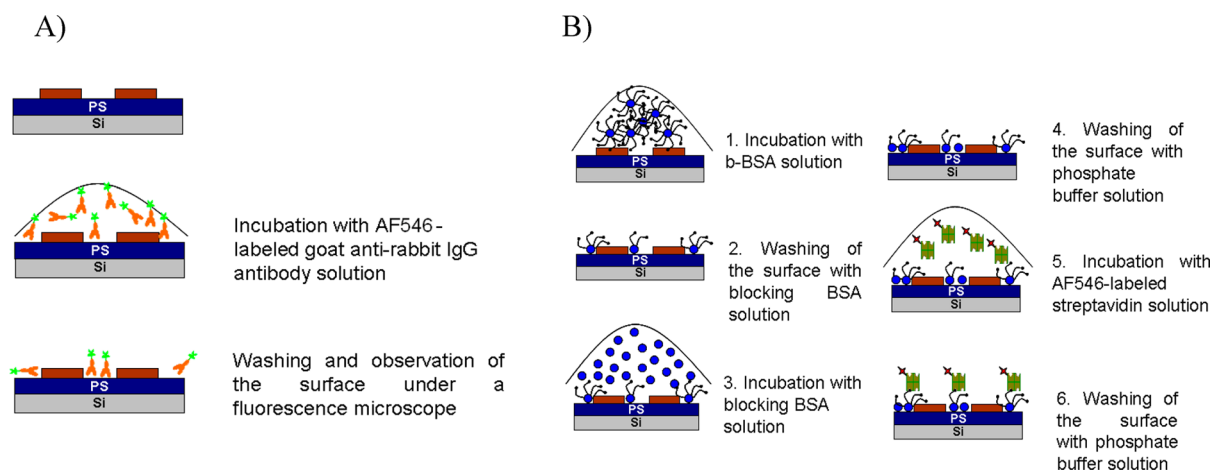 A)
PS
Si
PS
Si
Incubation with AF546-
labeled goat anti-rabbit IgG
antibody solution
PS
Si
Washing and observation of
the surface under a
fluorescence microscope
B)
PS
Si
1. Incubation with
b-BSA solution
PS
Si
2. Washing of
the surface with
blocking BSA
solution
PS
Si
3. Incubation with
blocking BSA
solution
PS
Si
4. Washing of
the surface with
phosphate
buffer solution
PS
Si
5. Incubation with
AF546-labeled
streptavidin solution
PS
Si
6. Washing of
the surface
with phosphate
buffer solution